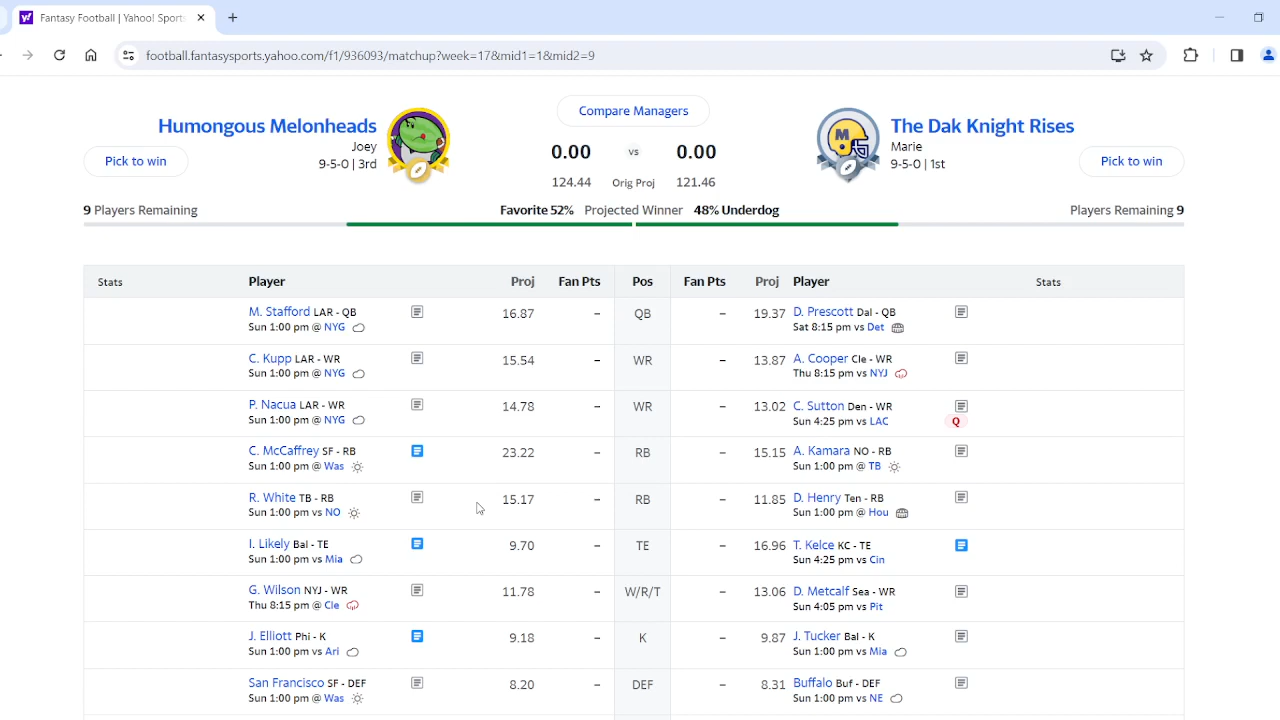 Fantasy Football | Yahoo! Sports
football.fantasysports.yahoo.com/f1/936093/matchup?week=17&mid1=1&mid2=9
Compare Managers
Humongous Melonheads
Joey
9-5-0 | 3rd
Pick to win
0.00 vs 0.00
124.44 Orig Proj 121.46
M
The Dak Knight Rises
Marie
9-5-0 | 1st
Pick to win
9 Players Remaining
Favorite 52% Projected Winner 48% Underdog
Players Remaining 9
Stats Player Proj Fan Pts Pos Fan Pts Proj Player Stats
M. Stafford LAR - QB 16.87 – QB – 19.37 D. Prescott Dal - QB
Sun 1:00 pm @ NYG Sat 8:15 pm vs Det
C. Kupp LAR - WR 15.54 – WR – 13.87 A. Cooper Cle - WR
Sun 1:00 pm @ NYG Thu 8:15 pm vs NYJ
P. Nacua LAR - WR 14.78 – WR – 13.02 C. Sutton Den - WR
Sun 1:00 pm @ NYG Sun 4:25 pm vs LAC Q
C. McCaffrey SF - RB 23.22 – RB – 15.15 A. Kamara NO - RB
Sun 1:00 pm @ Was Sun 1:00 pm @ TB
R. White TB - RB 15.17 – RB – 11.85 D. Henry Ten - RB
Sun 1:00 pm vs NO Sun 1:00 pm @ Hou
I. Likely Bal - TE 9.70 – TE – 16.96 T. Kelce KC - TE
Sun 1:00 pm vs Mia Sun 4:25 pm vs Cin
G. Wilson NYJ - WR 11.78 – W/R/T – 13.06 D. Metcalf Sea - WR
Thu 8:15 pm @ Cle Sun 4:05 pm vs Pit
J. Elliott Phi - K 9.18 – K – 9.87 J. Tucker Bal - K
Sun 1:00 pm vs Ari Sun 1:00 pm vs Mia
San Francisco SF - DEF 8.20 – DEF – 8.31 Buffalo Buf - DEF
Sun 1:00 pm @ Was Sun 1:00 pm vs NE